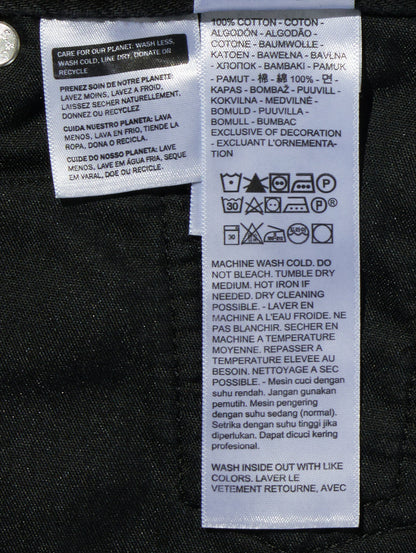 CARE FOR OUR PLANET: WASH LESS,
WASH COLD, LINE DRY, DONATE OR
RECYCLE
PRENEZ SOIN DE NOTRE PLANÈTE:
LAVEZ MOINS, LAVEZ A FROID,
LAISSEZ SECHER NATURELLEMENT,
DONNEZ OU RECYCLEZ
CUIDA NUESTRO PLANETA: LAVA
MENOS, LAVA EN FRIO, TIENDE LA
ROPA, DONA O RECICLA.
CUIDE DO NOSSO PLANETA: LAVE
MENOS, LAVE EM ÁGUA FRIA, SEQUE
EM VARAL, DOE OU RECICLE.
100% COTTON - COTON -
ALGODÓN - ALGODÃO -
COTONE - BAUMWOLLE -
KATOEN - BAWEŁNA - BAVLNA
- ХЛОПОК - BAMBAKI - PAMUK
- PAMUT - 棉 - 綿 100% - 면 -
KAPAS - BOMBAŽ - PUUVILL -
KOKVILNA - MEDVILNĖ -
BOMULD - PUUVILLA -
BOMULL - BUMBAC
EXCLUSIVE OF DECORATION
- EXCLUANT L'ORNEMENTA-
TION
P
30 P
30
MACHINE WASH COLD. DO
NOT BLEACH. TUMBLE DRY
MEDIUM. HOT IRON IF
NEEDED. DRY CLEANING
POSSIBLE. - LAVER EN
MACHINE A L'EAU FROIDE. NE
PAS BLANCHIR. SECHER EN
MACHINE A TEMPERATURE
MOYENNE. REPASSER A
TEMPERATURE ELEVEE AU
BESOIN. NETTOYAGE A SEC
POSSIBLE. - Mesin cuci dengan
suhu rendah. Jangan gunakan
pemutih. Mesin pengering
dengan suhu sedang (normal).
Setrika dengan suhu tinggi jika
diperlukan. Dapat dicuci kering
profesional.
WASH INSIDE OUT WITH LIKE
COLORS. LAVER LE
VETEMENT RETOURNE, AVEC